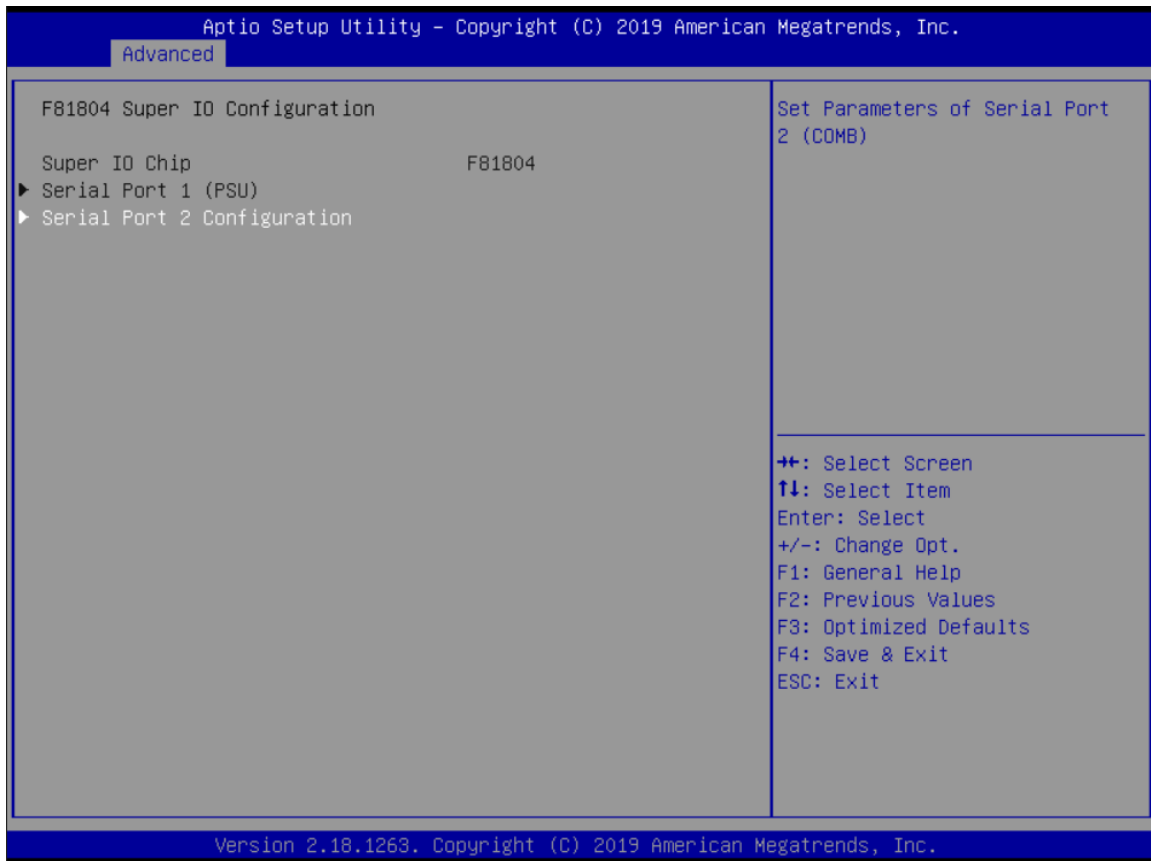 Aptio Setup Utility – Copyright (C) 2019 American Megatrends, Inc.
Advanced
F81804 Super IO Configuration
Super IO Chip F81804
▶ Serial Port 1 (PSU)
▶ Serial Port 2 Configuration
Set Parameters of Serial Port
2 (COMB)
→←: Select Screen
↑↓: Select Item
Enter: Select
+/-: Change Opt.
F1: General Help
F2: Previous Values
F3: Optimized Defaults
F4: Save & Exit
ESC: Exit
Version 2.18.1263. Copyright (C) 2019 American Megatrends, Inc.